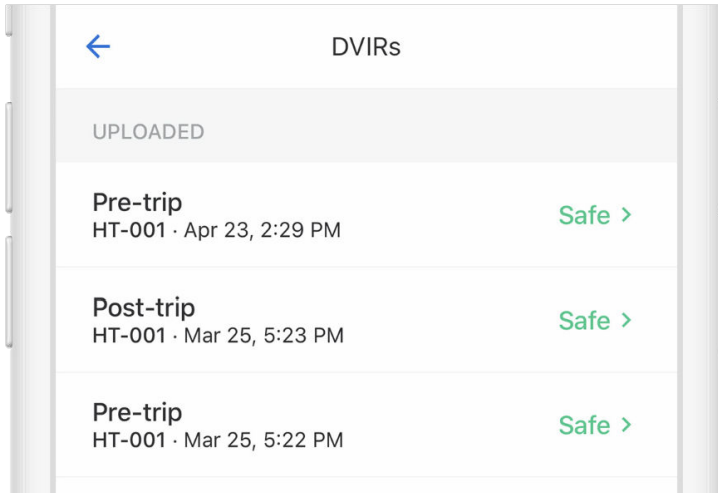 DVIRs
UPLOADED
Pre-trip
HT-001 · Apr 23, 2:29 PM
Safe
Post-trip
HT-001 · Mar 25, 5:23 PM
Safe
Pre-trip
HT-001 · Mar 25, 5:22 PM
Safe